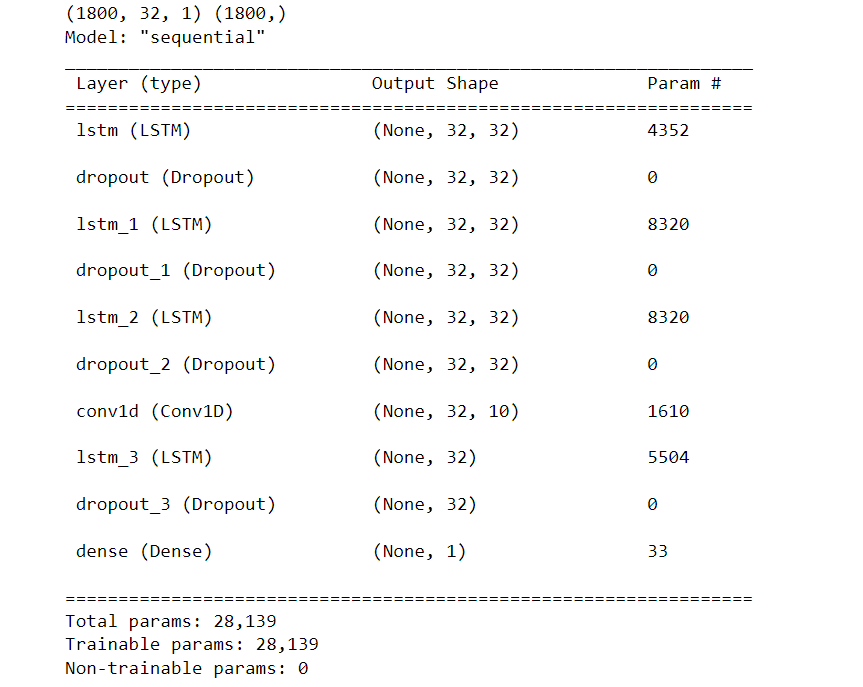 (1800, 32, 1) (1800,)
Model: "sequential"
_________________________________________________________________
Layer (type) Output Shape Param #
=================================================================
lstm (LSTM) (None, 32, 32) 4352
dropout (Dropout) (None, 32, 32) 0
lstm_1 (LSTM) (None, 32, 32) 8320
dropout_1 (Dropout) (None, 32, 32) 0
lstm_2 (LSTM) (None, 32, 32) 8320
dropout_2 (Dropout) (None, 32, 32) 0
conv1d (Conv1D) (None, 32, 10) 1610
lstm_3 (LSTM) (None, 32) 5504
dropout_3 (Dropout) (None, 32) 0
dense (Dense) (None, 1) 33
=================================================================
Total params: 28,139
Trainable params: 28,139
Non-trainable params: 0